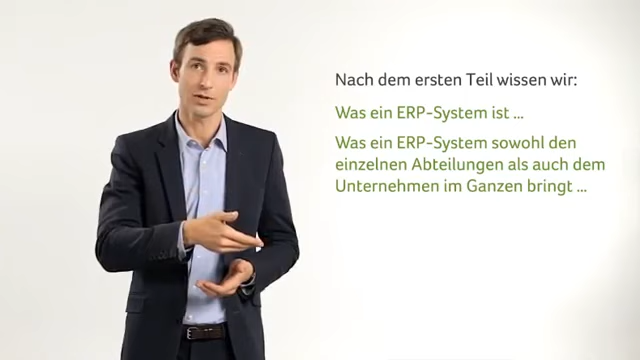 Nach dem ersten Teil wissen wir:
Was ein ERP-System ist ...
Was ein ERP-System sowohl den
einzelnen Abteilungen als auch dem
Unternehmen im Ganzen bringt ...